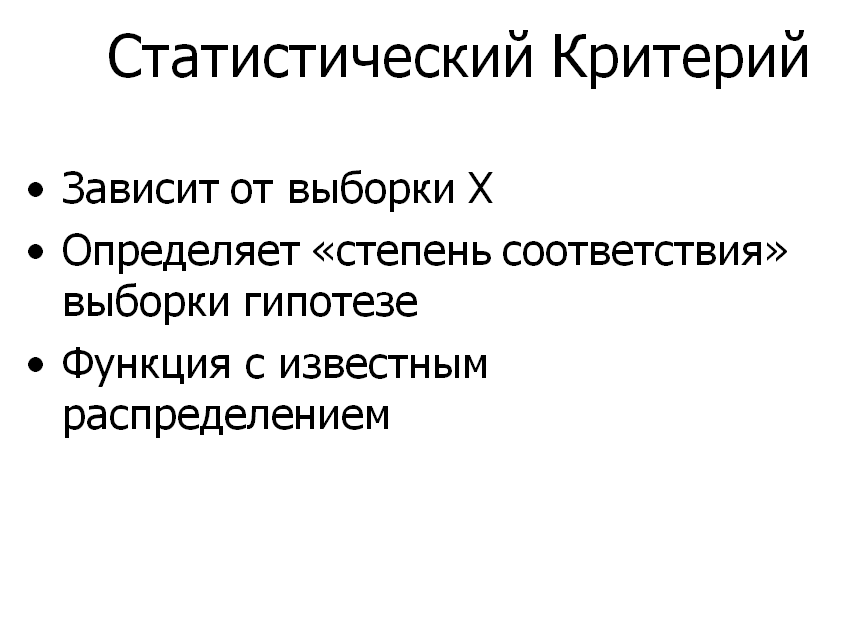 Статистический Критерий
• Зависит от выборки X
• Определяет «степень соответствия»
выборки гипотезе
• Функция с известным
распределением